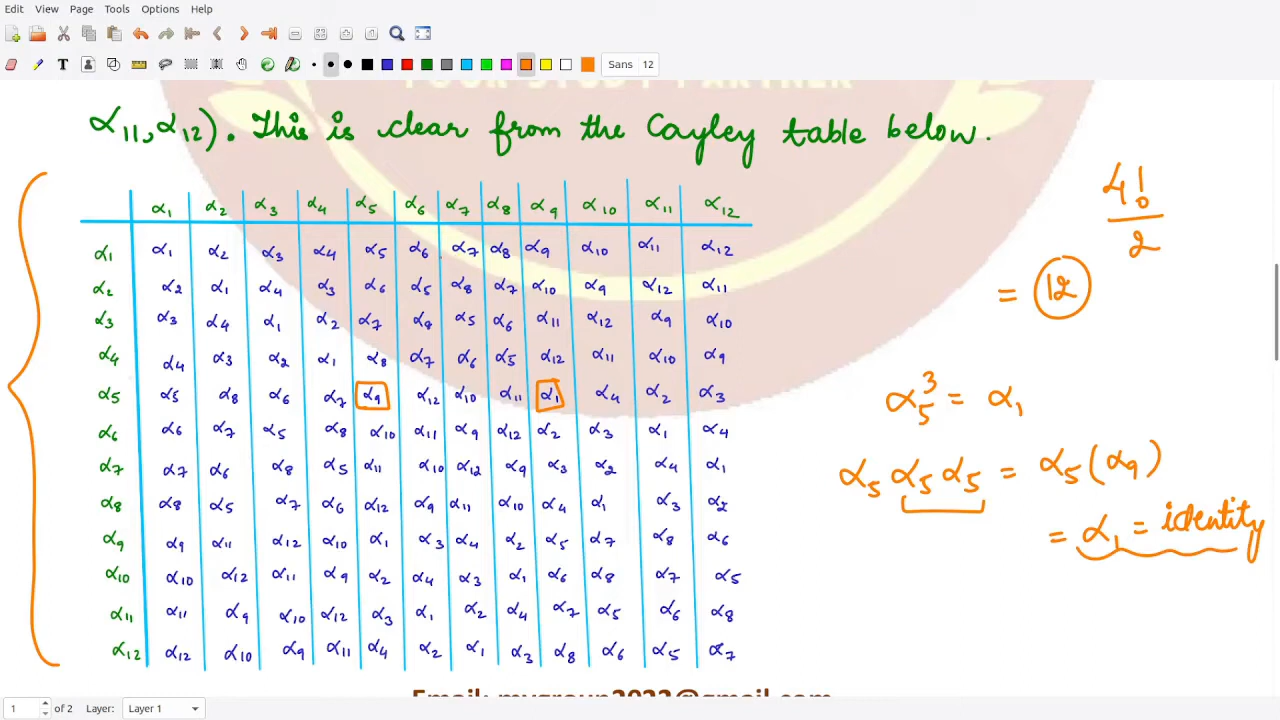 Edit View Page Tools Options Help
T Sans 12
YOUR STUDY PARTNER
α11, α12). This is clear from the Cayley table below.
α1 α2 α3 α4 α5 α6 α7 α8 α9 α10 α11 α12
α1 α1 α2 α3 α4 α5 α6 α7 α8 α9 α10 α11 α12
α2 α2 α1 α4 α3 α6 α5 α8 α7 α10 α9 α12 α11
α3 α3 α4 α1 α2 α7 α8 α5 α6 α11 α12 α9 α10
α4 α4 α3 α2 α1 α8 α7 α6 α5 α12 α11 α10 α9
α5 α5 α8 α6 α7 α9 α12 α10 α11 α1 α4 α2 α3
α6 α6 α7 α5 α8 α10 α11 α9 α12 α2 α3 α1 α4
α7 α7 α6 α8 α5 α11 α10 α12 α9 α3 α2 α4 α1
α8 α8 α5 α7 α6 α12 α9 α11 α10 α4 α1 α3 α2
α9 α9 α11 α12 α10 α1 α3 α4 α2 α5 α7 α8 α6
α10 α10 α12 α11 α9 α2 α4 α3 α1 α6 α8 α7 α5
α11 α11 α9 α10 α12 α3 α1 α2 α4 α7 α5 α6 α8
α12 α12 α10 α9 α11 α4 α2 α1 α3 α8 α6 α5 α7
4!
2
= 12
α5^3 = α1
α5 α5 α5 = α5(α9)
= α1 = identity
Email: mygroup2023@gmail.com
1 of 2 Layer: Layer 1